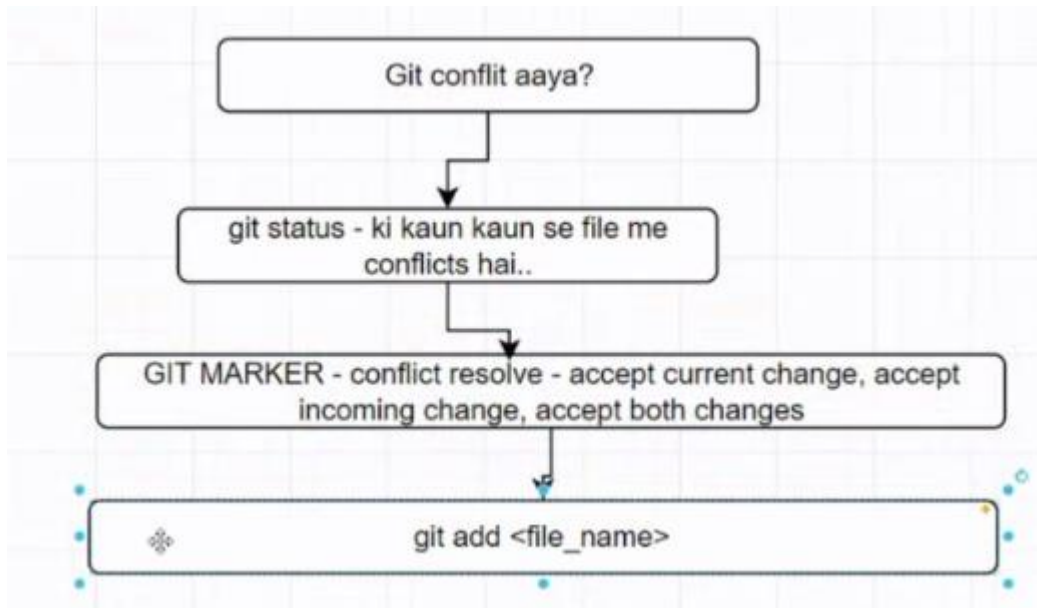 Git conflit aaya?
git status - ki kaun kaun se file me
conflicts hai..
GIT MARKER - conflict resolve - accept current change, accept
incoming change, accept both changes
git add <file_name>